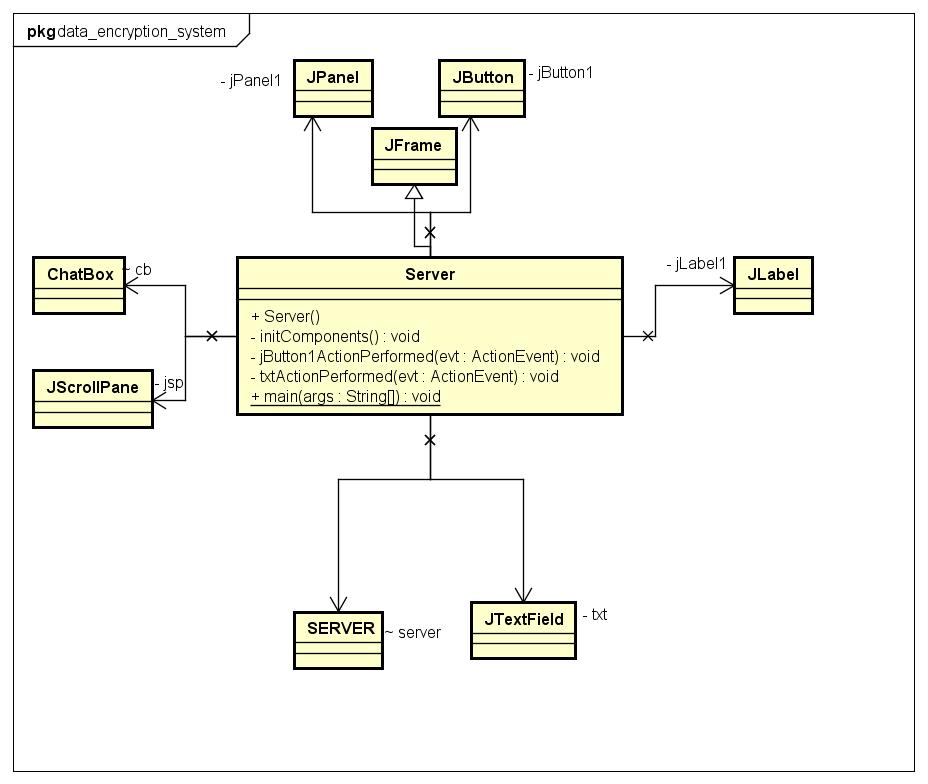 pkg data_encryption_system
- jPanel1
JPanel
JButton
- jButton1
JFrame
ChatBox
~ cb
Server
- jLabel1
JLabel
+ Server()
- initComponents() : void
- jButton1ActionPerformed(evt : ActionEvent) : void
- txtActionPerformed(evt : ActionEvent) : void
+ main(args : String[]) : void
JScrollPane
- jsp
SERVER
~ server
JTextField
- txt